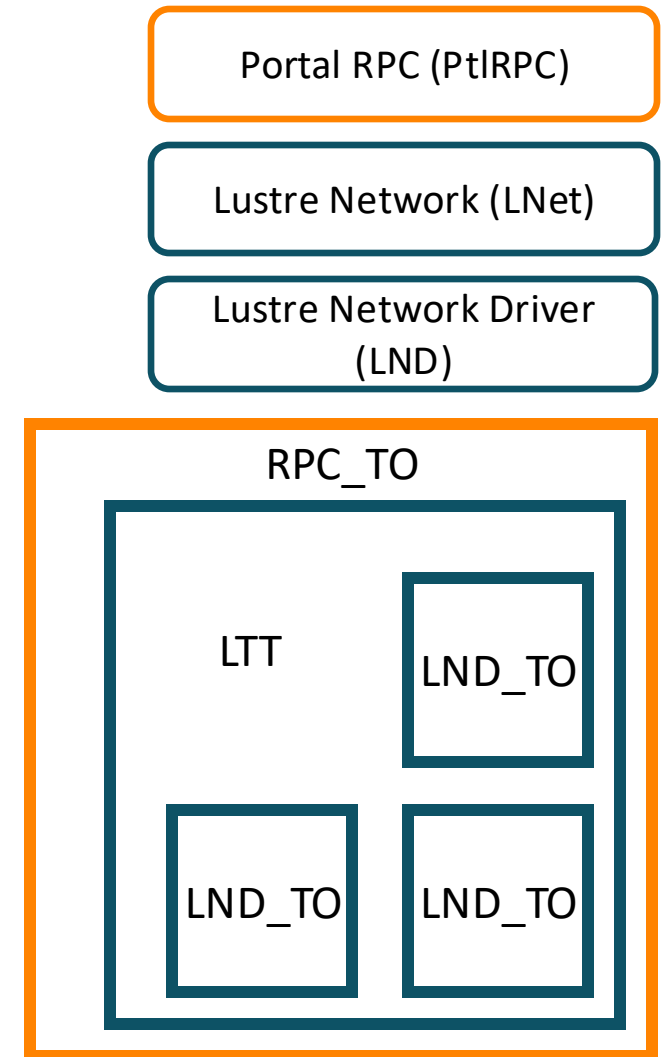 Portal RPC (PtlRPC)
Lustre Network (LNet)
Lustre Network Driver
(LND)
RPC_TO
LTT
LND_TO
LND_TO
LND_TO